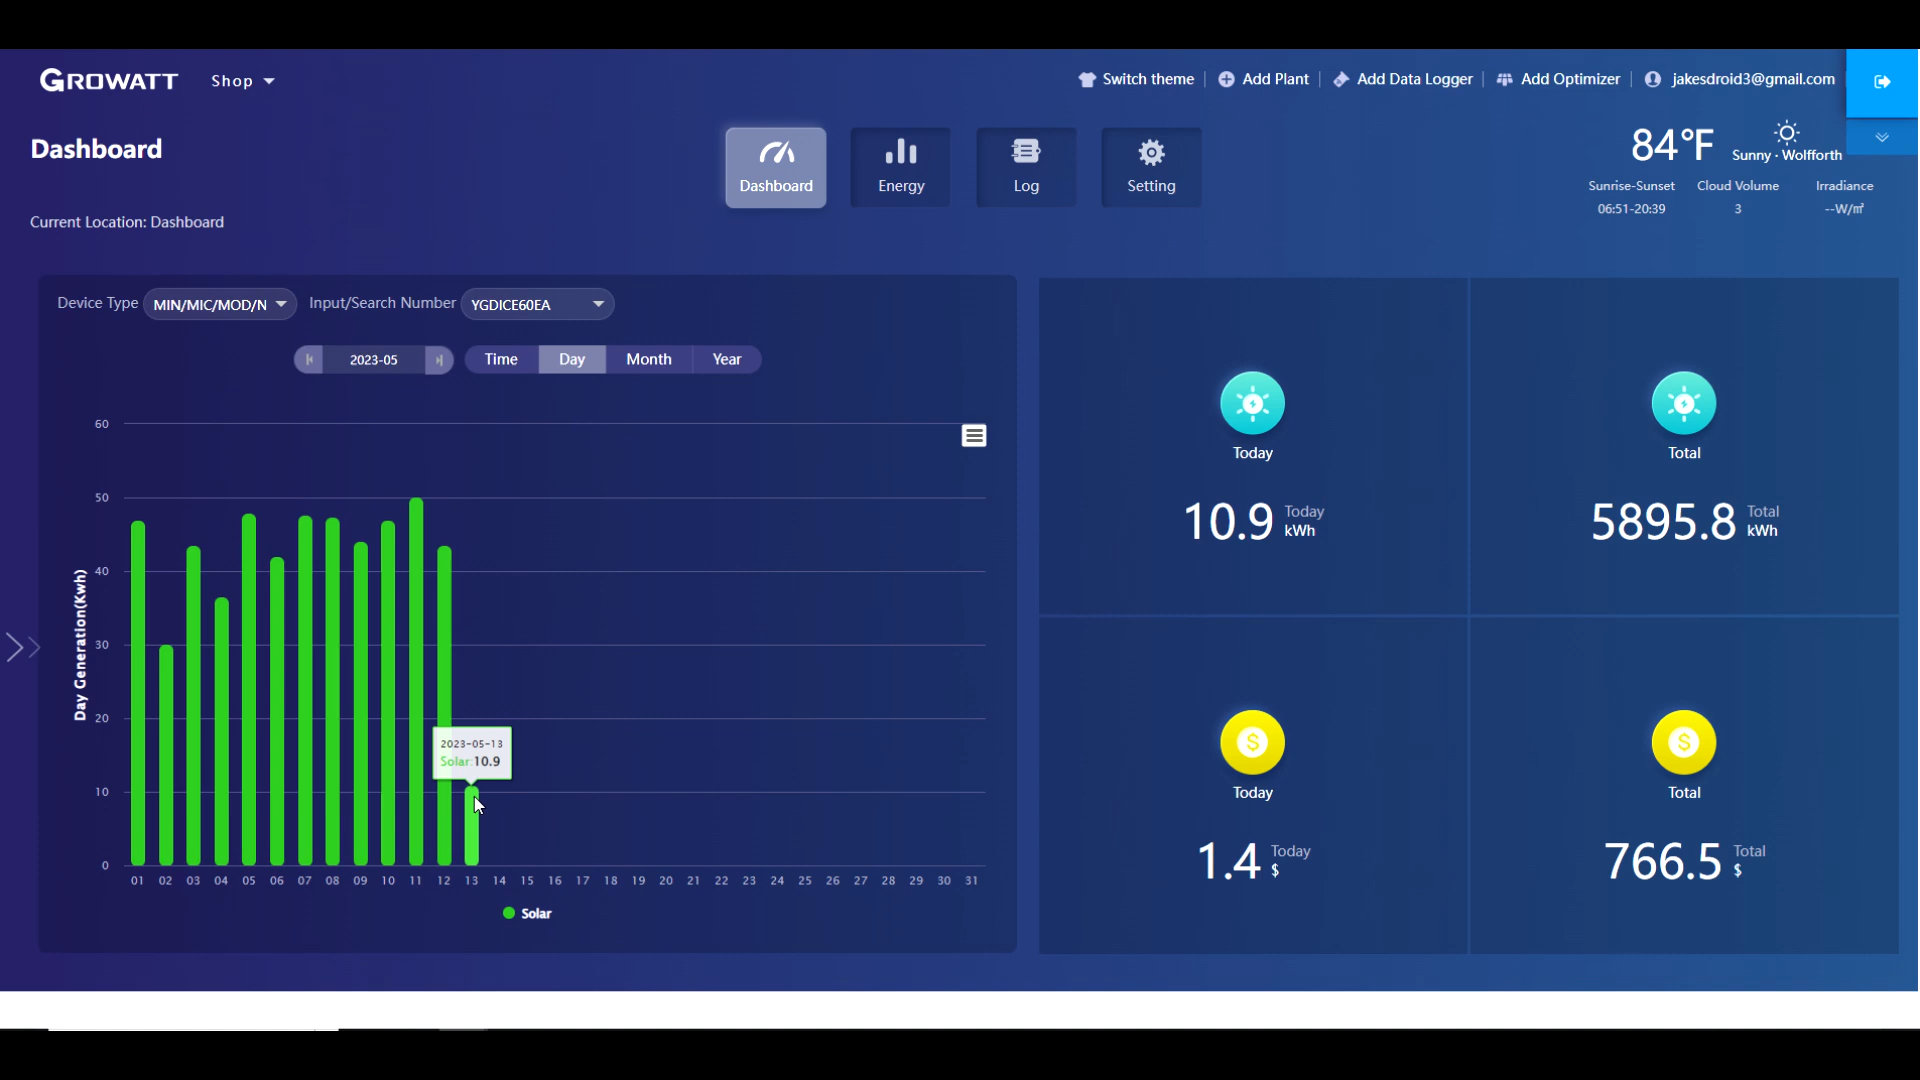 GROWATT Shop
Switch theme Add Plant Add Data Logger Add Optimizer jakesdroid3@gmail.com
Dashboard
Dashboard Energy Log Setting
84°F Sunny · Wolfforth
Sunrise-Sunset Cloud Volume Irradiance
06:51-20:39 3 --W/㎡
Current Location: Dashboard
Device Type MIN/MIC/MOD/N Input/Search Number YGDICE60EA
2023-05 Time Day Month Year
60
50
40
30
20
10
0
Day Generation(Kwh)
2023-05-13
Solar:10.9
01 02 03 04 05 06 07 08 09 10 11 12 13 14 15 16 17 18 19 20 21 22 23 24 25 26 27 28 29 30 31
Solar
Today
10.9 Today kWh
Total
5895.8 Total kWh
$
Today
1.4 Today $
$
Total
766.5 Total $